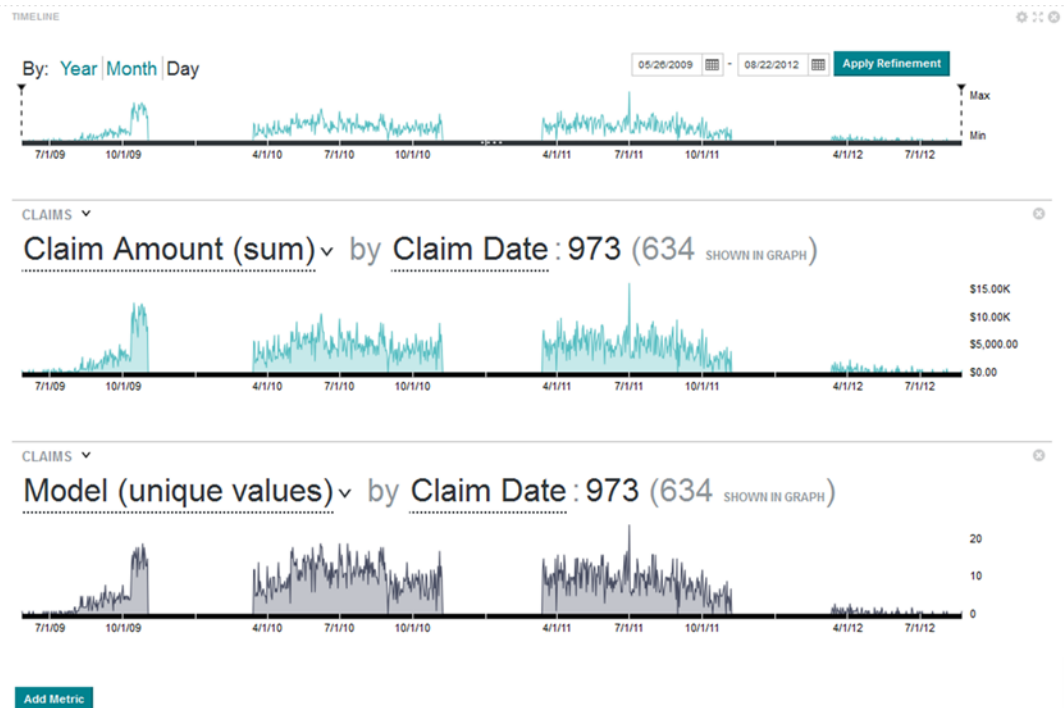 TIMELINE
By: Year Month Day
05/26/2009 - 08/22/2012 Apply Refinement
Max
Min
7/1/09 10/1/09 4/1/10 7/1/10 10/1/10 4/1/11 7/1/11 10/1/11 4/1/12 7/1/12
CLAIMS
Claim Amount (sum) by Claim Date : 973 (634 SHOWN IN GRAPH)
$15.00K
$10.00K
$5,000.00
$0.00
7/1/09 10/1/09 4/1/10 7/1/10 10/1/10 4/1/11 7/1/11 10/1/11 4/1/12 7/1/12
CLAIMS
Model (unique values) by Claim Date : 973 (634 SHOWN IN GRAPH)
20
10
0
7/1/09 10/1/09 4/1/10 7/1/10 10/1/10 4/1/11 7/1/11 10/1/11 4/1/12 7/1/12
Add Metric